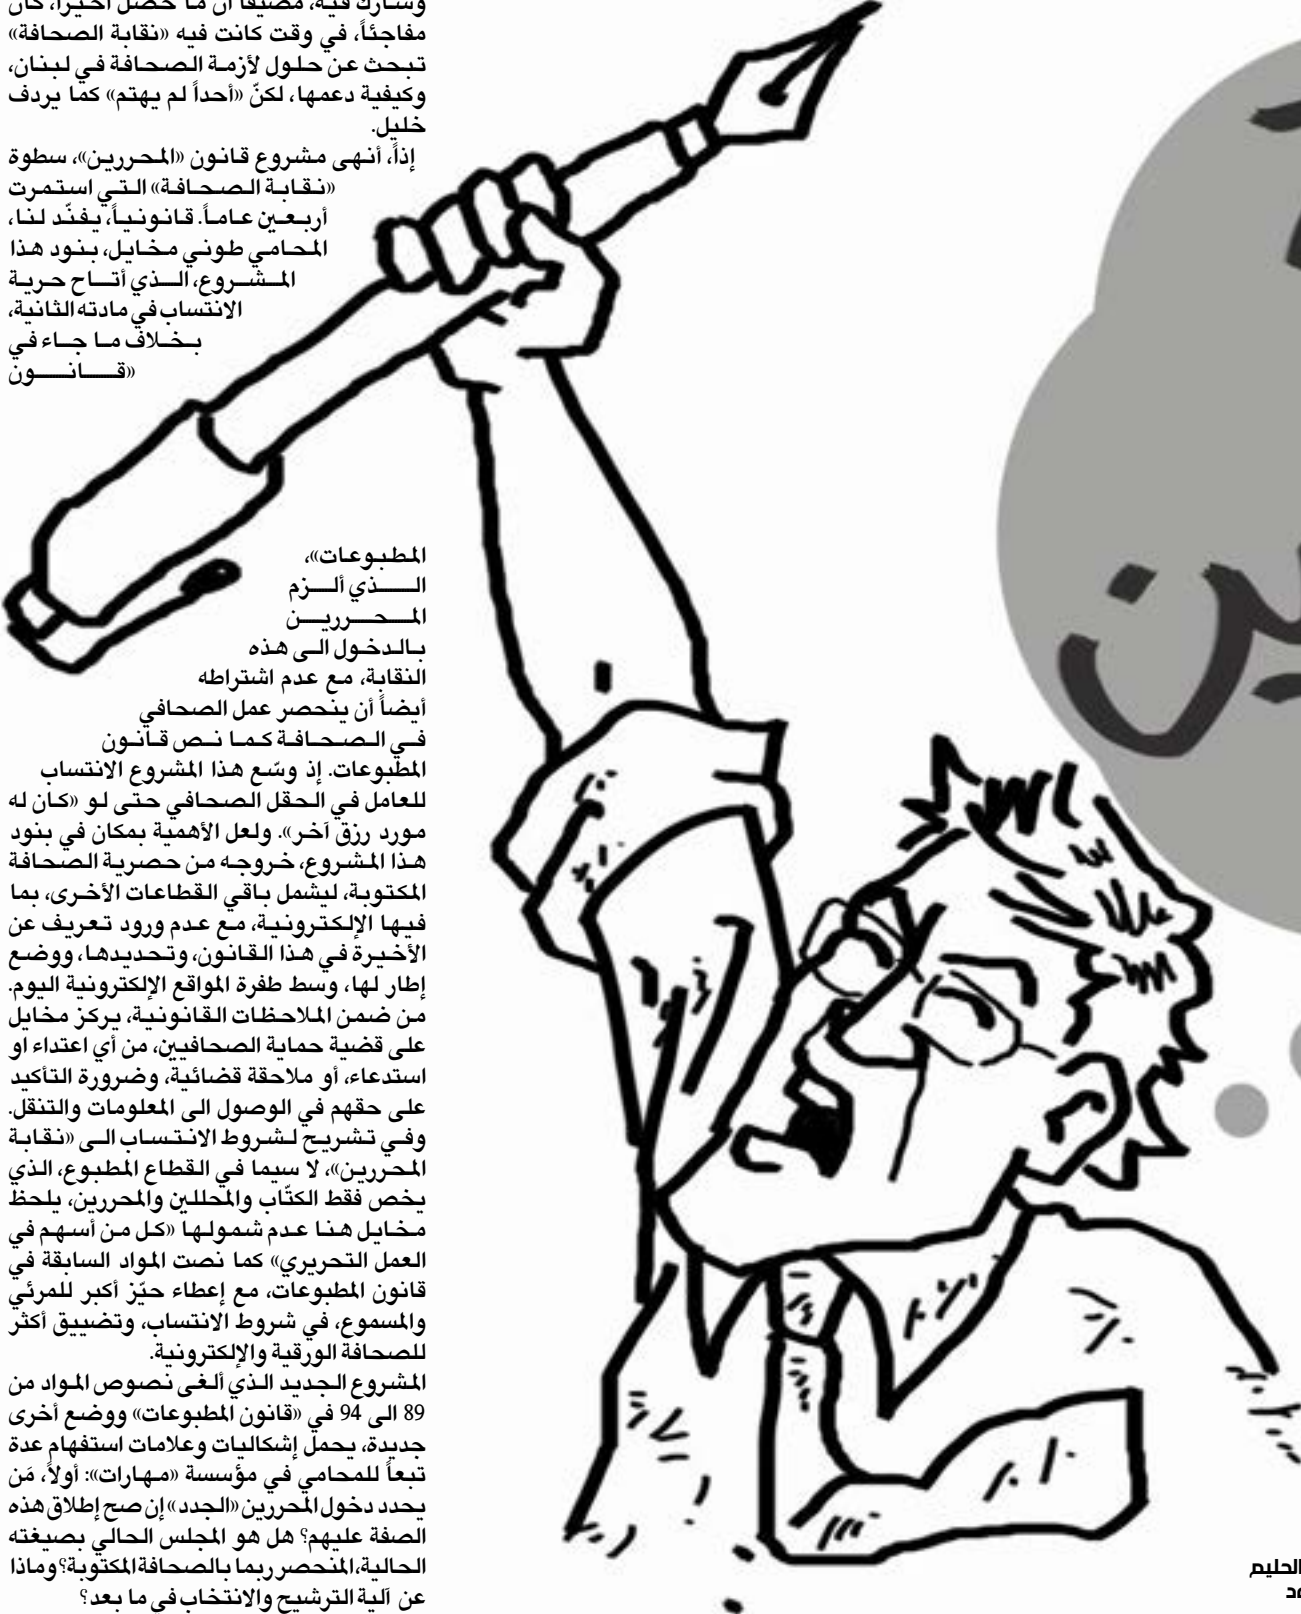 وشارك فيه، مضيفاً أن ما حصل أخيراً، كان
مفاجئاً، في وقت كانت فيه «نقابة الصحافة»
تبحث عن حلول لأزمة الصحافة في لبنان،
وكيفية دعمها، لكنّ «أحداً لم يهتم» كما يردف
خليل.
إذاً، أنهى مشروع قانون «المحررين»، سطوة
«نقابة الصحافة» التي استمرت
أربعين عاماً. قانونياً، يفنّد لنا،
المحامي طوني مخايل، بنود هذا
المشروع، الذي أتاح حرية
الانتساب في مادته الثانية،
بخلاف ما جاء في
«قانون
المطبوعات»،
الذي ألزم
المحررين
بالدخول الى هذه
النقابة، مع عدم اشتراطه
أيضاً أن ينحصر عمل الصحافي
في الصحافة كما نص قانون
المطبوعات. إذ وسّع هذا المشروع الانتساب
للعامل في الحقل الصحافي حتى لو «كان له
مورد رزق آخر». ولعل الأهمية بمكان في بنود
هذا المشروع، خروجه من حصرية الصحافة
المكتوبة، ليشمل باقي القطاعات الأخرى، بما
فيها الإلكترونية، مع عدم ورود تعريف عن
الأخيرة في هذا القانون، وتحديدها، ووضع
إطار لها، وسط طفرة المواقع الإلكترونية اليوم.
من ضمن الملاحظات القانونية، يركز مخايل
على قضية حماية الصحافيين، من أي اعتداء او
استدعاء، أو ملاحقة قضائية، وضرورة التأكيد
على حقهم في الوصول الى المعلومات والتنقل.
وفي تشريح لشروط الانتساب الى «نقابة
المحررين»، لا سيما في القطاع المطبوع، الذي
يخص فقط الكتّاب والمحللين والمحررين، يلحظ
مخايل هنا عدم شمولها «كل من أسهم في
العمل التحريري» كما نصت المواد السابقة في
قانون المطبوعات، مع إعطاء حيّز أكبر للمرئي
والمسموع، في شروط الانتساب، وتضييق أكثر
للصحافة الورقية والإلكترونية.
المشروع الجديد الذي ألغى نصوص المواد من
89 الى 94 في «قانون المطبوعات» ووضع أخرى
جديدة، يحمل إشكاليات وعلامات استفهام عدة
تبعاً للمحامي في مؤسسة «مهارات»: أولاً، مَن
يحدد دخول المحررين «الجدد» إن صح إطلاق هذه
الصفة عليهم؟ هل هو المجلس الحالي بصيغته
الحالية،المنحصر ربما بالصحافة المكتوبة؟ وماذا
عن آلية الترشيح والانتخاب في ما بعد؟
الحليم